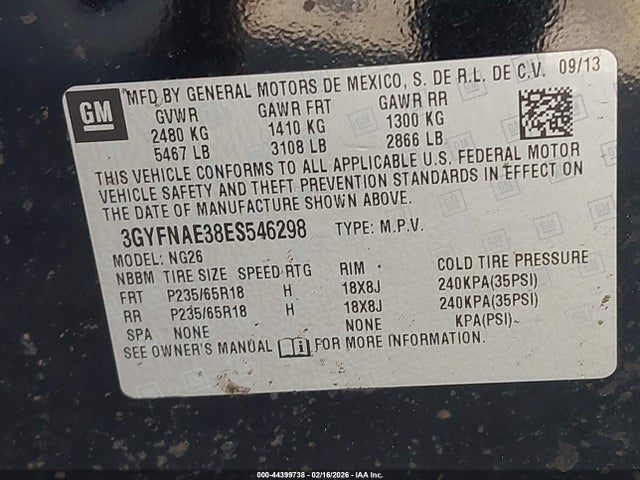 GM
MFD BY GENERAL MOTORS DE MEXICO, S. DE R.L. DE C.V. 09/13
GVWR GAWR FRT GAWR RR
2480 KG 1410 KG 1300 KG
5467 LB 3108 LB 2866 LB
THIS VEHICLE CONFORMS TO ALL APPLICABLE U.S. FEDERAL MOTOR
VEHICLE SAFETY AND THEFT PREVENTION STANDARDS IN EFFECT ON
THE DATE OF MANUFACTURE SHOWN ABOVE.
3GYFNAE38ES546298 TYPE: M.P.V.
MODEL: NG26
NBBM TIRE SIZE SPEED RTG RIM COLD TIRE PRESSURE
FRT P235/65R18 H 18X8J 240KPA(35PSI)
RR P235/65R18 H 18X8J 240KPA(35PSI)
SPA NONE NONE KPA(PSI)
SEE OWNER'S MANUAL FOR MORE INFORMATION.
000-44399738 - 02/16/2026 - IAA Inc.